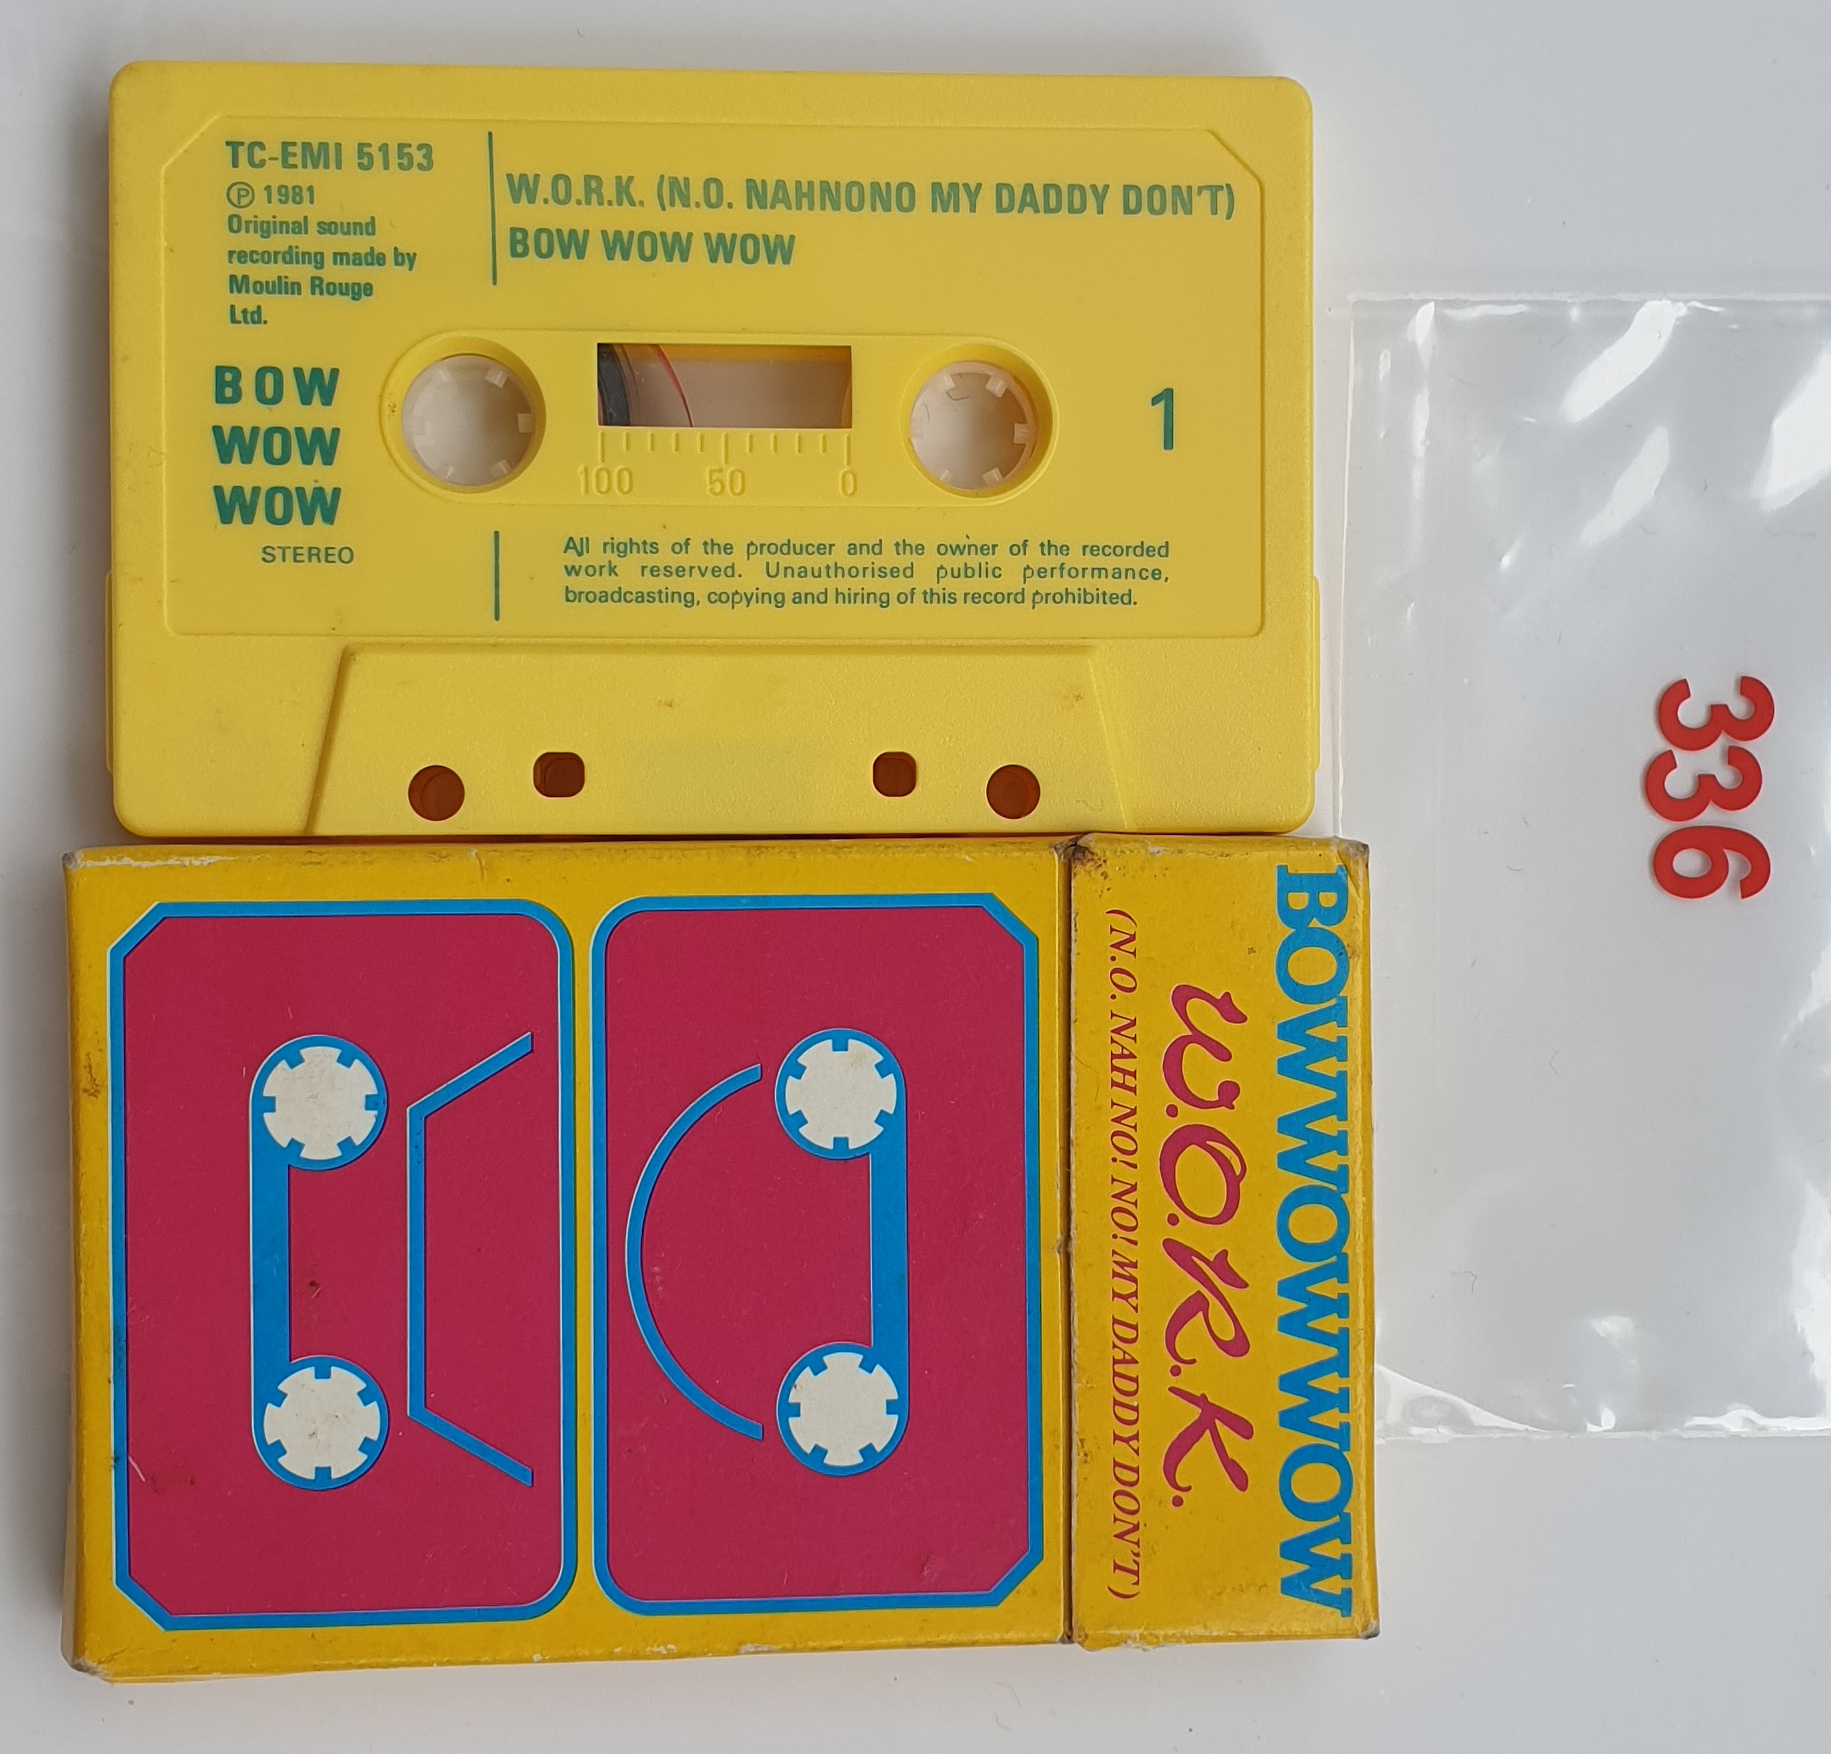 TC-EMI 5153
Ⓟ 1981
Original sound
recording made by
Moulin Rouge
Ltd.
W.O.R.K. (N.O. NAHNONO MY DADDY DON'T)
BOW WOW WOW
BOW
WOW
WOW
STEREO
1
100 50 0
All rights of the producer and the owner of the recorded
work reserved. Unauthorised public performance,
broadcasting, copying and hiring of this record prohibited.
BOWWOWWOW
W.O.R.K.
(N.O. NAH NO! NO! MY DADDY DON'T)
336